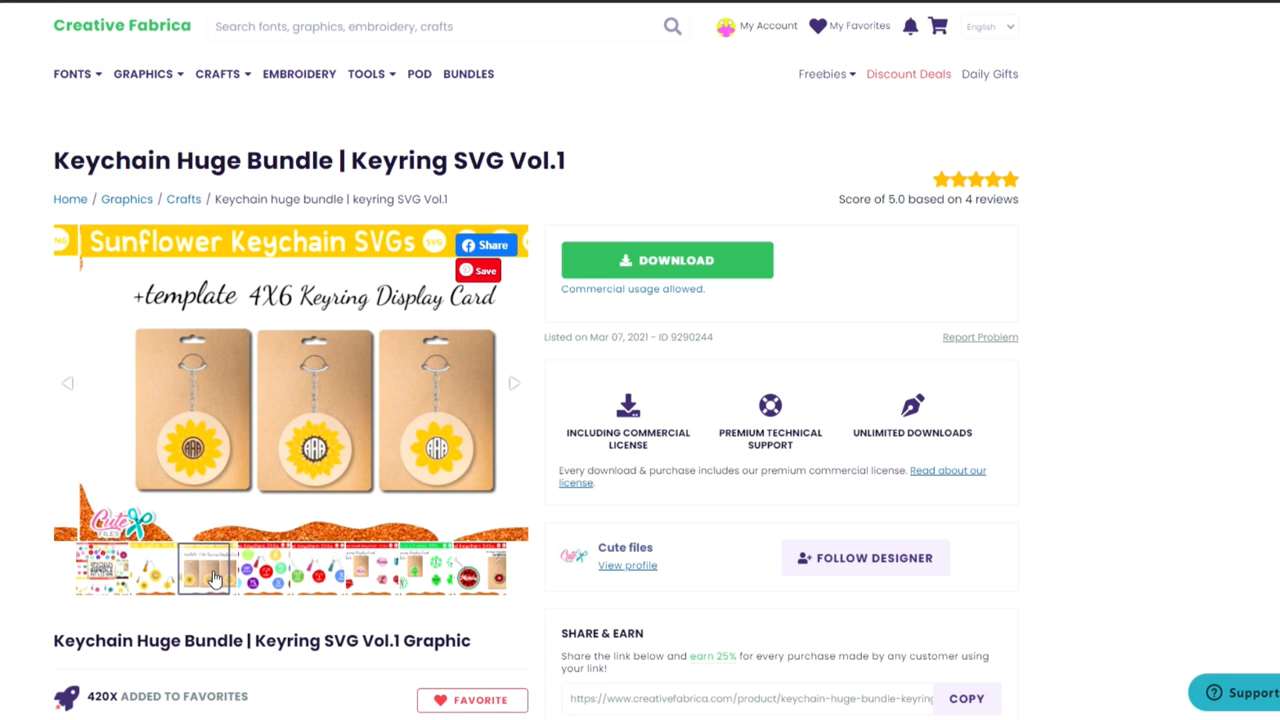 Creative Fabrica
Search fonts, graphics, embroidery, crafts
My Account
My Favorites
English
FONTS
GRAPHICS
CRAFTS
EMBROIDERY
TOOLS
POD
BUNDLES
Freebies
Discount Deals
Daily Gifts
Keychain Huge Bundle | Keyring SVG Vol.1
Home / Graphics / Crafts / Keychain huge bundle | keyring SVG Vol.1
Score of 5.0 based on 4 reviews
Sunflower Keychain SVGs
SVG
Share
Save
+template 4X6 Keyring Display Card
Cute
FILES
DOWNLOAD
Commercial usage allowed.
Listed on Mar 07, 2021 - ID 9290244
Report Problem
INCLUDING COMMERCIAL
LICENSE
PREMIUM TECHNICAL
SUPPORT
UNLIMITED DOWNLOADS
Every download & purchase includes our premium commercial license. Read about our
license.
Cute files
View profile
FOLLOW DESIGNER
Keychain Huge Bundle | Keyring SVG Vol.1 Graphic
420X ADDED TO FAVORITES
FAVORITE
SHARE & EARN
Share the link below and earn 25% for every purchase made by any customer using
your link!
https://www.creativefabrica.com/product/keychain-huge-bundle-keyring
COPY
Support